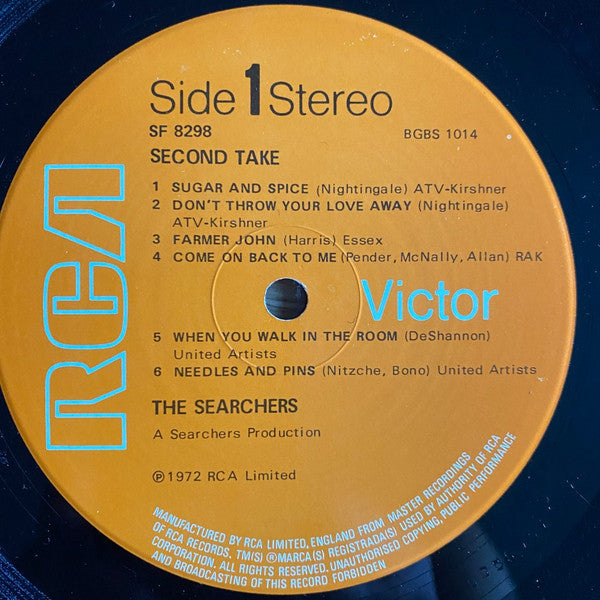 Side 1 Stereo
SF 8298 BGBS 1014
SECOND TAKE
1 SUGAR AND SPICE (Nightingale) ATV-Kirshner
2 DON'T THROW YOUR LOVE AWAY (Nightingale)
ATV-Kirshner
3 FARMER JOHN (Harris) Essex
4 COME ON BACK TO ME (Pender, McNally, Allan) RAK
RCA Victor
5 WHEN YOU WALK IN THE ROOM (DeShannon)
United Artists
6 NEEDLES AND PINS (Nitzche, Bono) United Artists
THE SEARCHERS
A Searchers Production
℗ 1972 RCA Limited
MANUFACTURED BY RCA LIMITED, ENGLAND FROM MASTER RECORDINGS
OF RCA RECORDS. TM(S) ® MARCA(S) REGISTRADA(S) USED BY AUTHORITY OF RCA
CORPORATION. ALL RIGHTS RESERVED. UNAUTHORISED COPYING, PUBLIC PERFORMANCE
AND BROADCASTING OF THIS RECORD FORBIDDEN